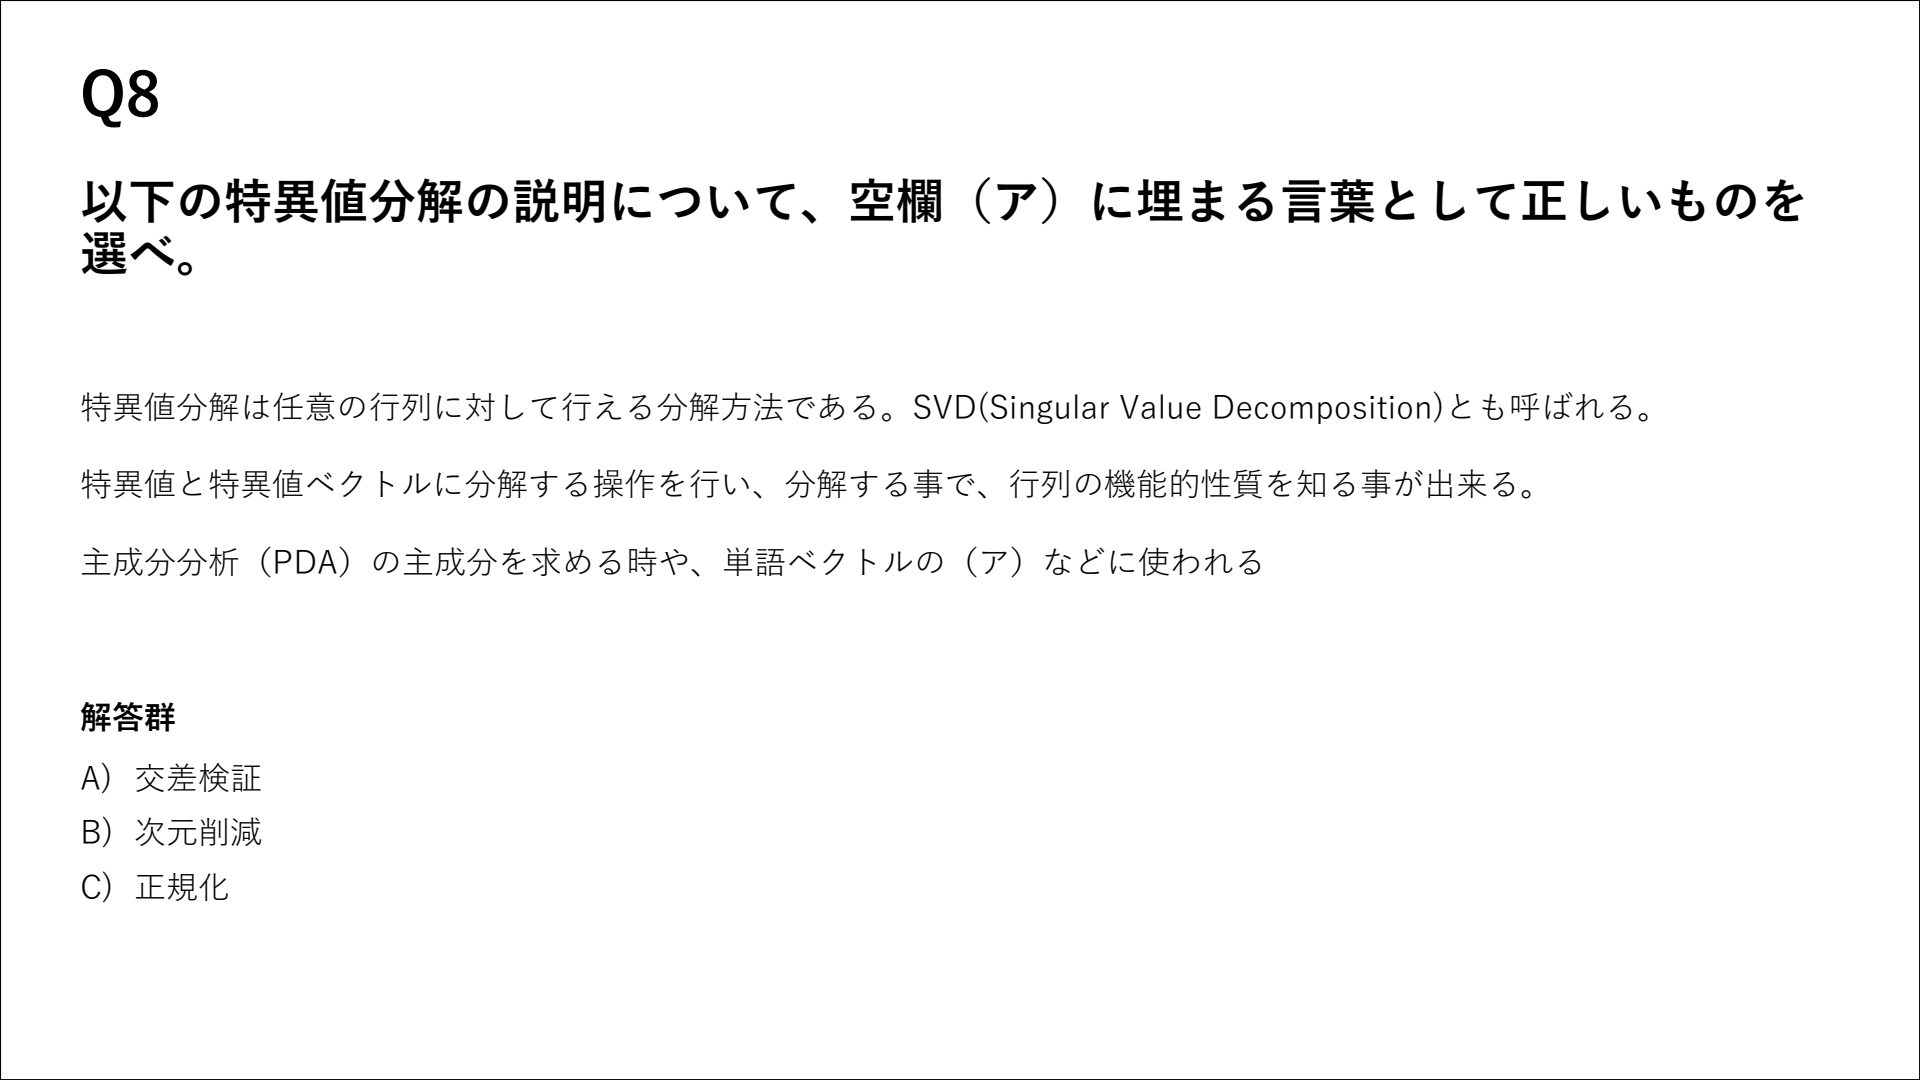 Q8
以下の特異値分解の説明について、空欄（ア）に埋まる言葉として正しいものを
選べ。
特異値分解は任意の行列に対して行える分解方法である。SVD(Singular Value Decomposition)とも呼ばれる。
特異値と特異値ベクトルに分解する操作を行い、分解する事で、行列の機能的性質を知る事が出来る。
主成分分析（PDA）の主成分を求める時や、単語ベクトルの（ア）などに使われる
解答群
A）交差検証
B）次元削減
C）正規化